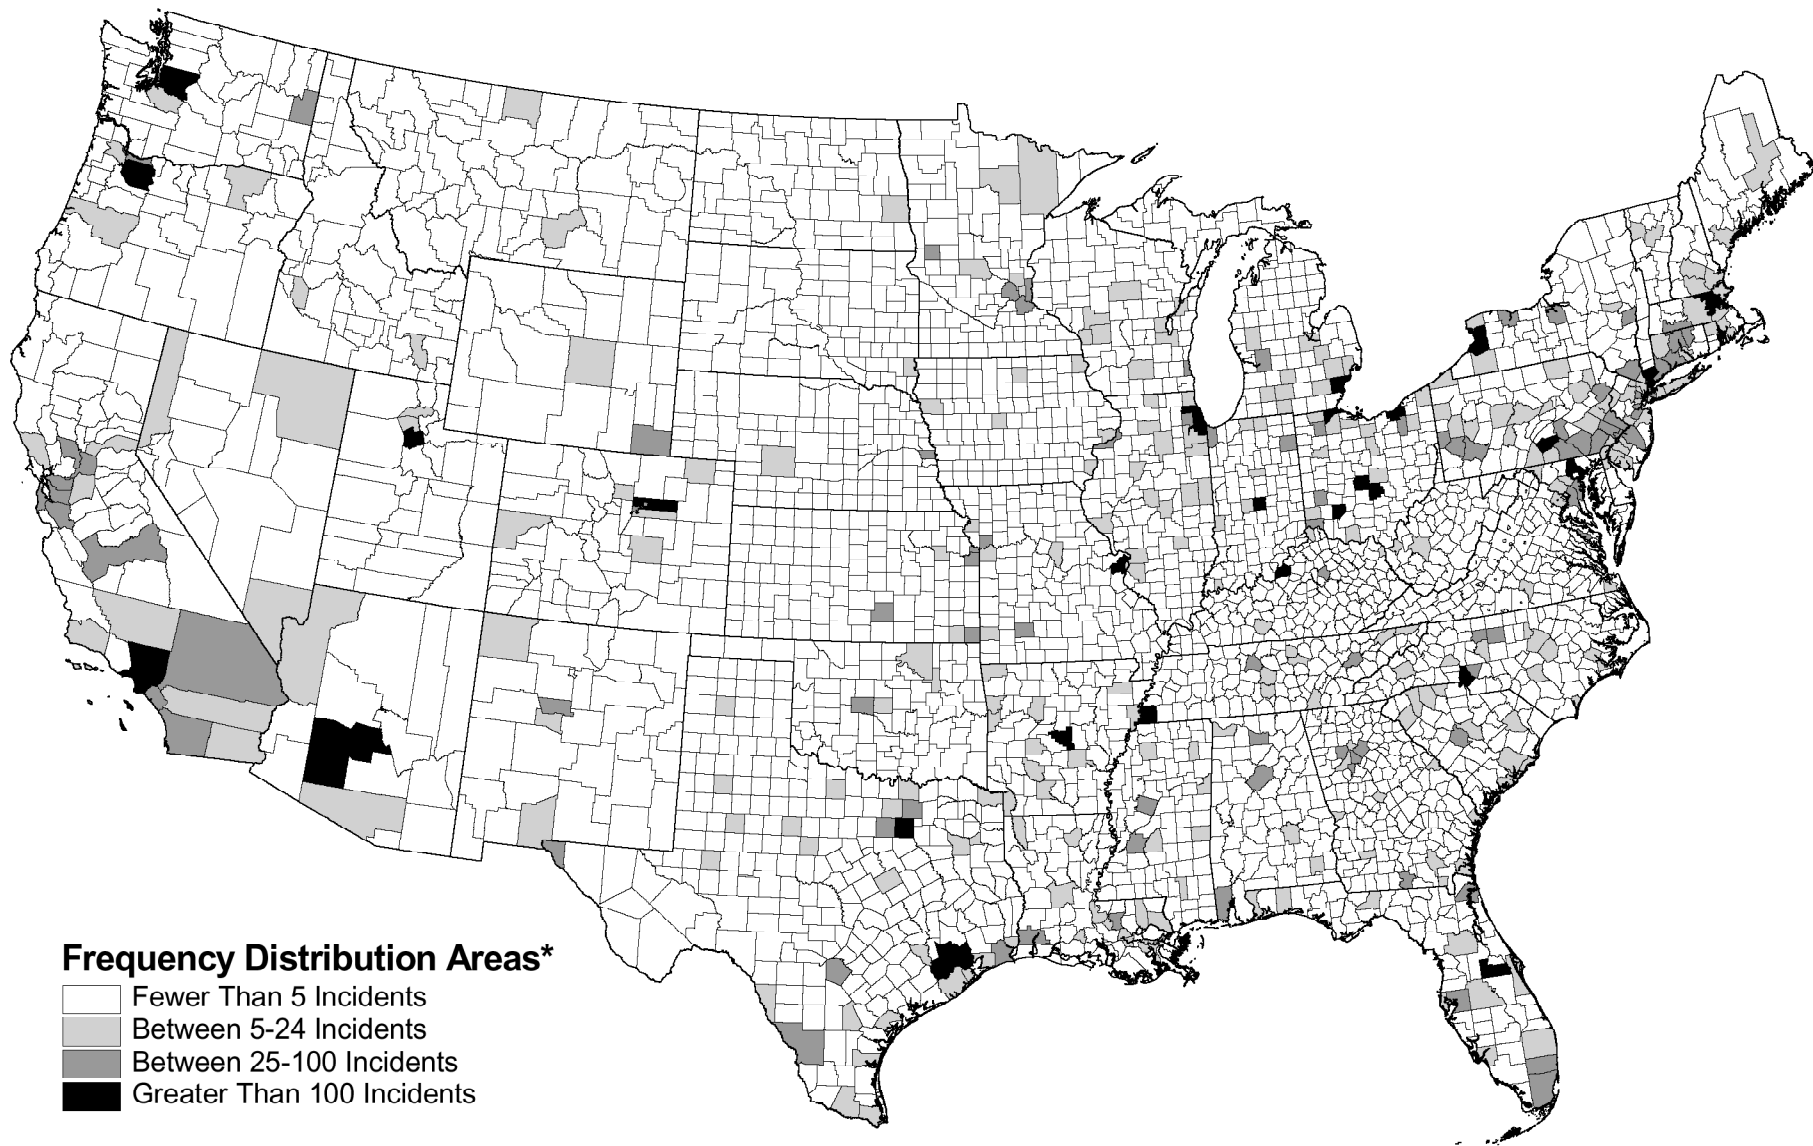 Frequency Distribution Areas*
Fewer Than 5 Incidents
Between 5-24 Incidents
Between 25-100 Incidents
Greater Than 100 Incidents